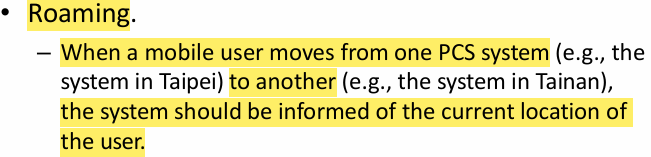 • Roaming.
– When a mobile user moves from one PCS system (e.g., the
system in Taipei) to another (e.g., the system in Tainan),
the system should be informed of the current location of
the user.